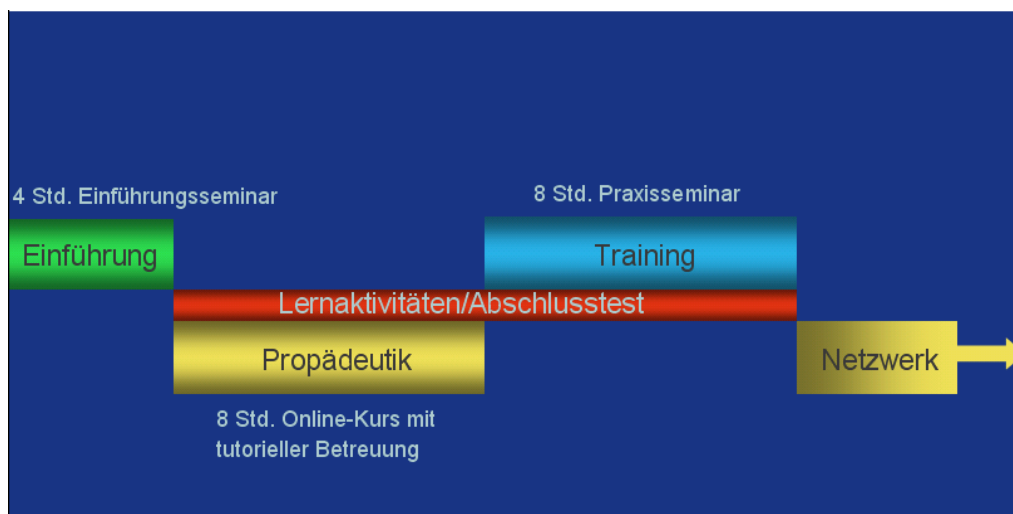 4 Std. Einführungsseminar
8 Std. Praxisseminar
Einführung
Training
Lernaktivitäten/Abschlusstest
Propädeutik
Netzwerk
8 Std. Online-Kurs mit
tutorieller Betreuung